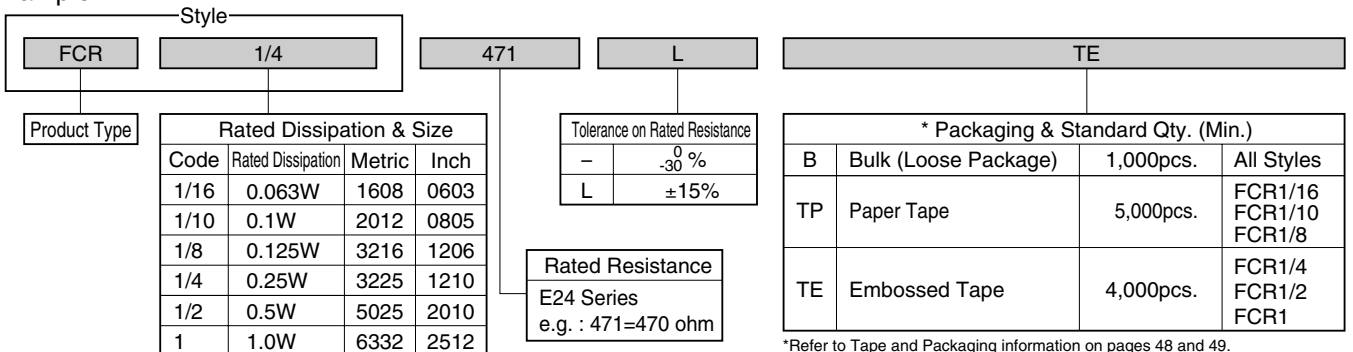 Style
FCR 1/4 471 L TE
Product Type
Rated Dissipation & Size
Code Rated Dissipation Metric Inch
1/16 0.063W 1608 0603
1/10 0.1W 2012 0805
1/8 0.125W 3216 1206
1/4 0.25W 3225 1210
1/2 0.5W 5025 2010
1 1.0W 6332 2512
Tolerance on Rated Resistance
– 0 -30 %
L ±15%
Rated Resistance
E24 Series
e.g. : 471=470 ohm
* Packaging & Standard Qty. (Min.)
B Bulk (Loose Package) 1,000pcs. All Styles
TP Paper Tape 5,000pcs. FCR1/16
FCR1/10
FCR1/8
TE Embossed Tape 4,000pcs. FCR1/4
FCR1/2
FCR1
*Refer to Tape and Packaging information on pages 48 and 49.